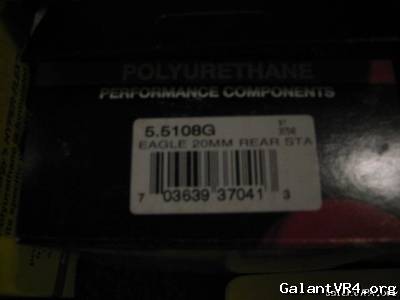 POLYURETHANE
PERFORMANCE COMPONENTS
5.5108G
EAGLE 20MM REAR STA
7 03639 37041 3
GalantVR4.org